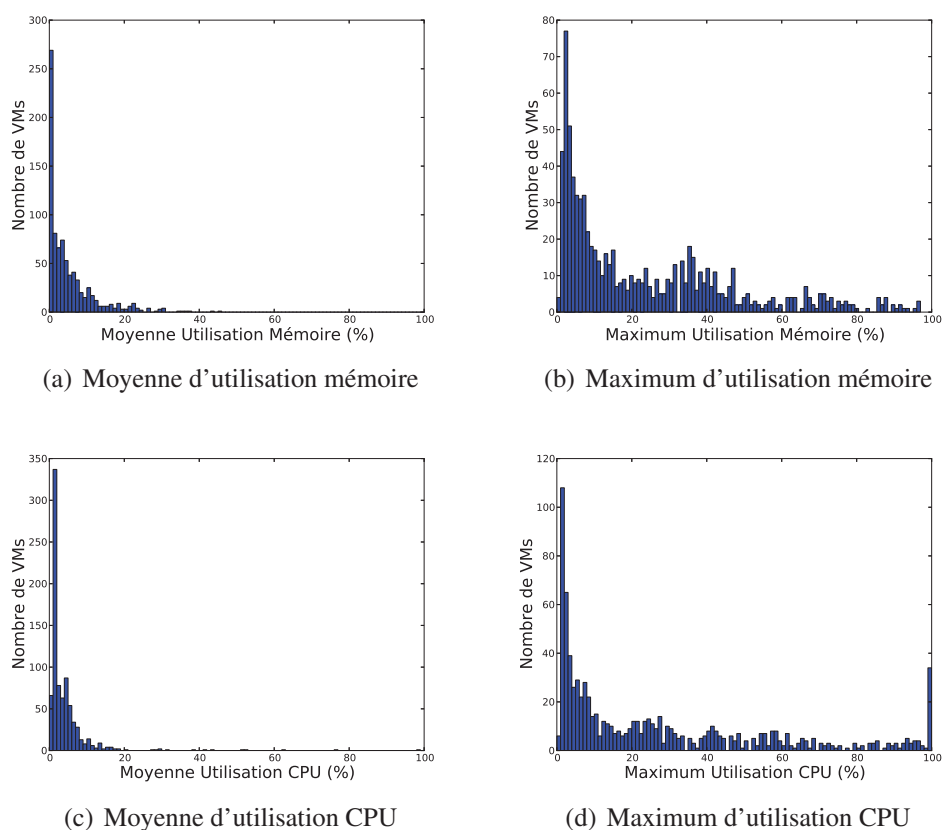 300
250
200
150
100
50
0
Nombre de VMs
0 20 40 60 80 100
Moyenne Utilisation Mémoire (%)
(a) Moyenne d'utilisation mémoire
80
70
60
50
40
30
20
10
0
Nombre de VMs
0 20 40 60 80 100
Maximum Utilisation Mémoire (%)
(b) Maximum d'utilisation mémoire
350
300
250
200
150
100
50
0
Nombre de VMs
0 20 40 60 80 100
Moyenne Utilisation CPU (%)
(c) Moyenne d'utilisation CPU
120
100
80
60
40
20
0
Nombre de VMs
0 20 40 60 80 100
Maximum Utilisation CPU (%)
(d) Maximum d'utilisation CPU